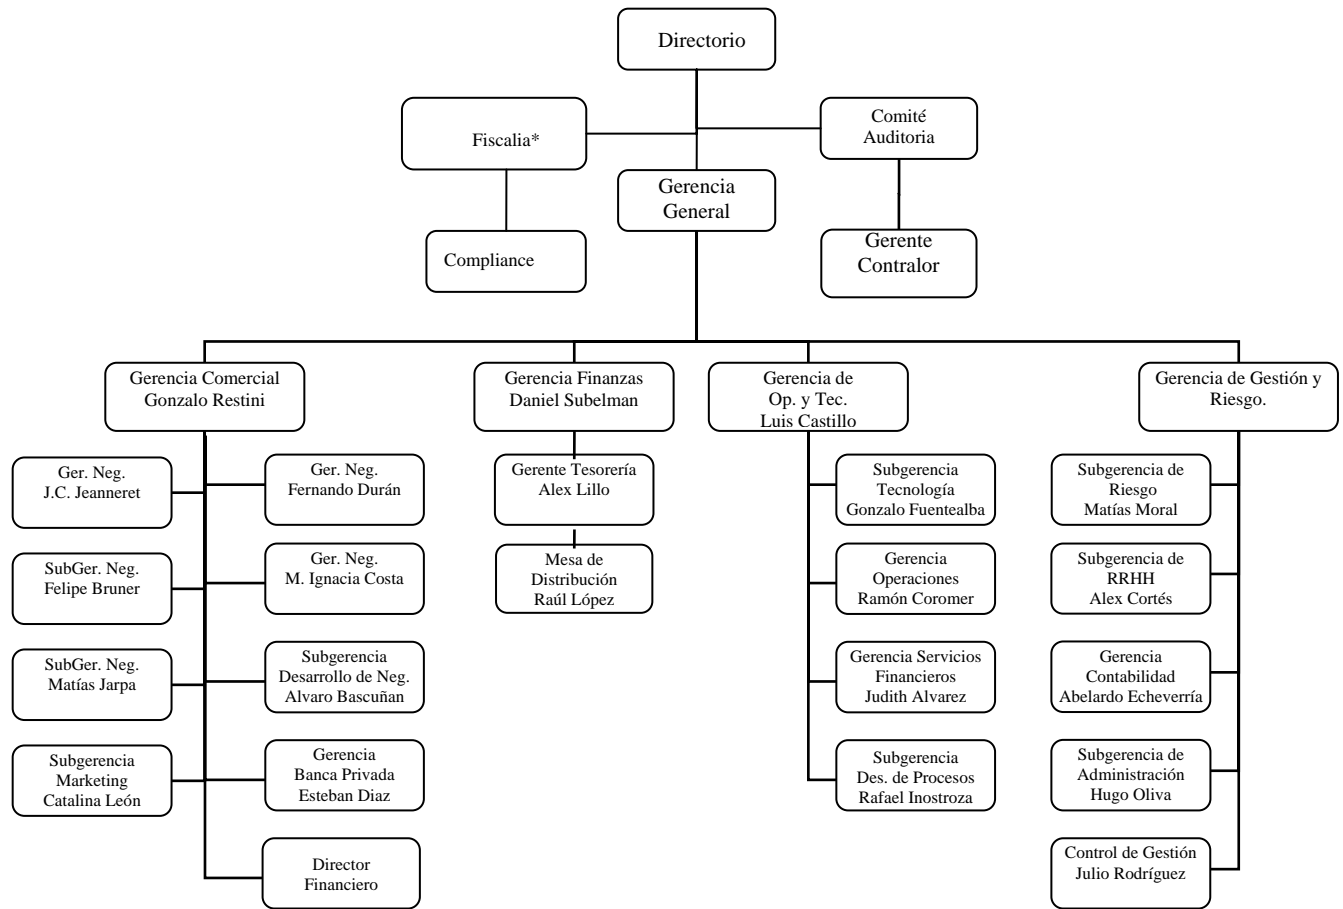 Directorio
Fiscalia*
Comité
Auditoria
Gerencia
General
Compliance
Gerente
Contralor
Gerencia Comercial
Gonzalo Restini
Gerencia Finanzas
Daniel Subelman
Gerencia de
Op. y Tec.
Luis Castillo
Gerencia de Gestión y
Riesgo.
Ger. Neg.
J.C. Jeanneret
Ger. Neg.
Fernando Durán
Gerente Tesorería
Alex Lillo
Subgerencia
Tecnología
Gonzalo Fuentealba
Subgerencia de
Riesgo
Matías Moral
SubGer. Neg.
Felipe Bruner
Ger. Neg.
M. Ignacia Costa
Mesa de
Distribución
Raúl López
Gerencia
Operaciones
Ramón Coromer
Subgerencia de
RRHH
Alex Cortés
SubGer. Neg.
Matías Jarpa
Subgerencia
Desarrollo de Neg.
Alvaro Bascuñan
Gerencia Servicios
Financieros
Judith Alvarez
Gerencia
Contabilidad
Abelardo Echeverría
Subgerencia
Marketing
Catalina León
Gerencia
Banca Privada
Esteban Diaz
Subgerencia
Des. de Procesos
Rafael Inostroza
Subgerencia de
Administración
Hugo Oliva
Director
Financiero
Control de Gestión
Julio Rodríguez